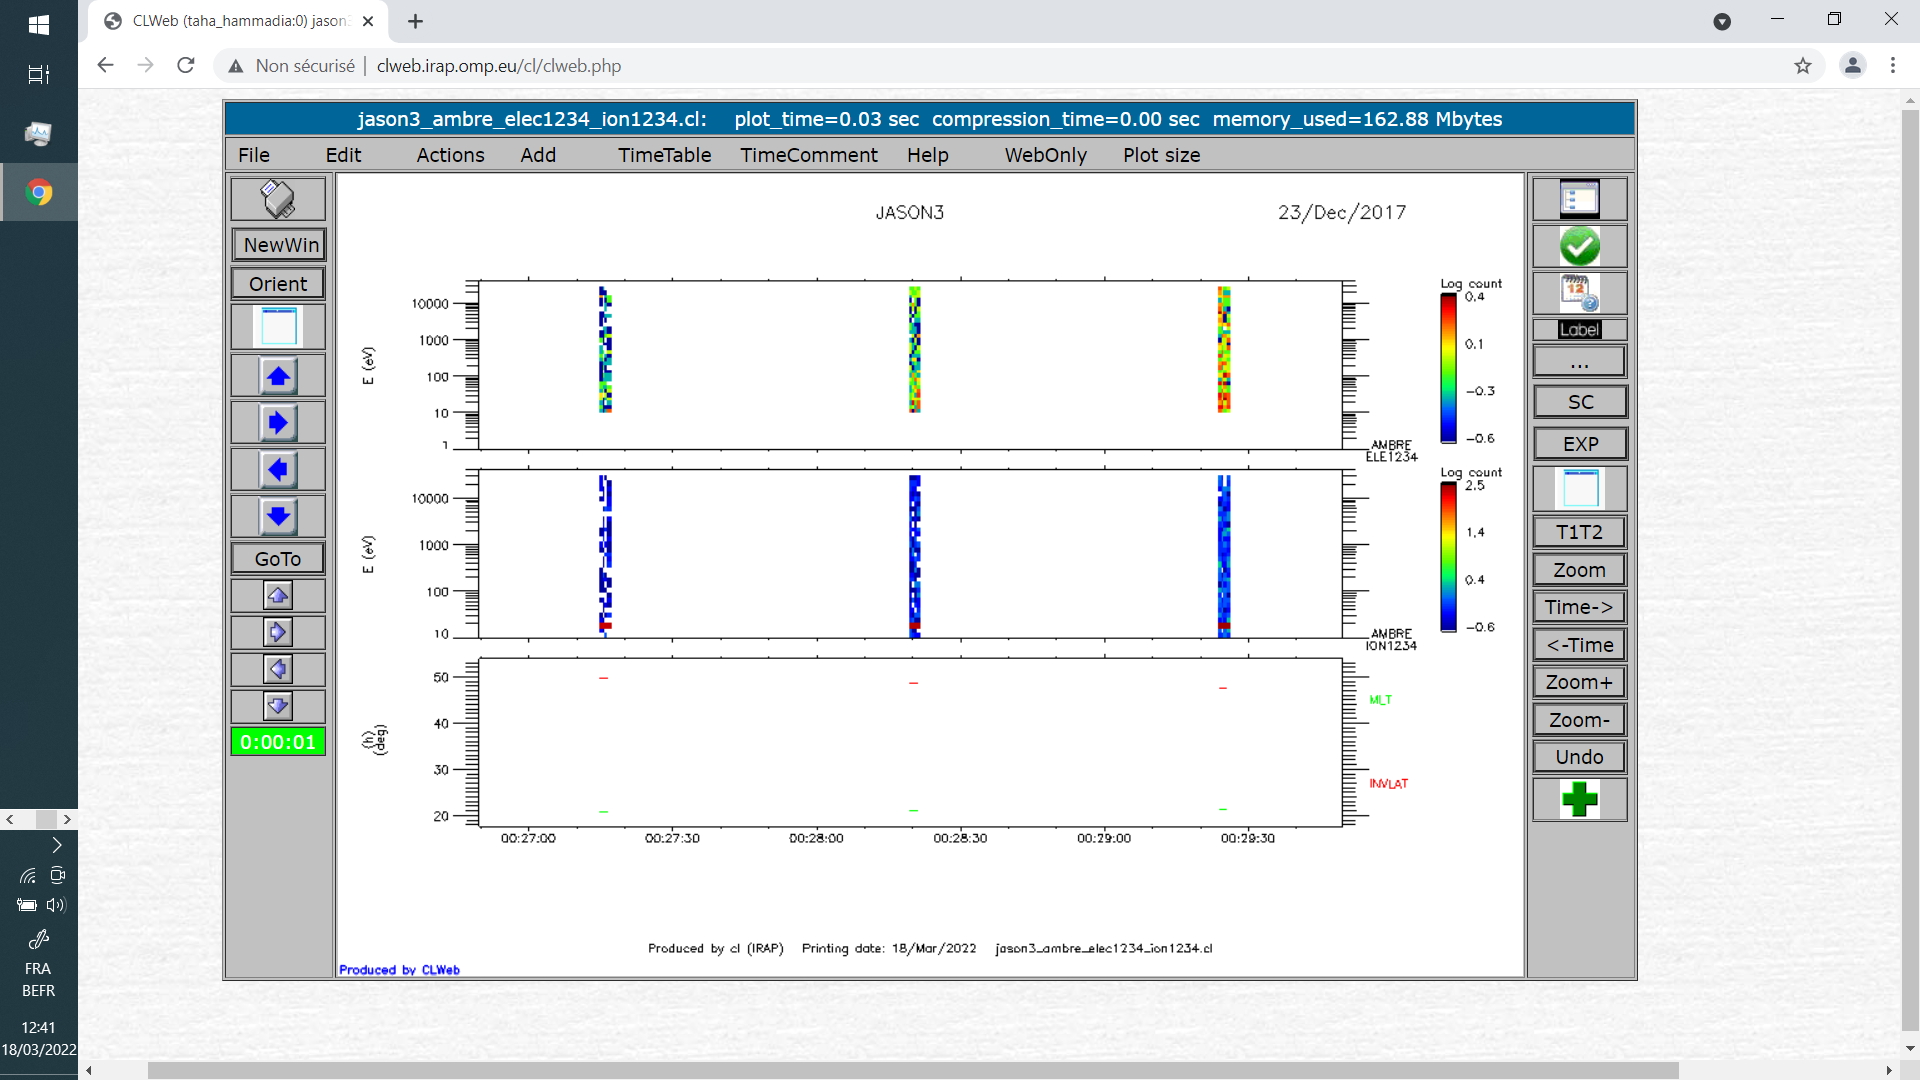 CLWeb (taha_hammadia:0) jason
Non sécurisé | clweb.irap.omp.eu/cl/clweb.php
jason3_ambre_elec1234_ion1234.cl: plot_time=0.03 sec compression_time=0.00 sec memory_used=162.88 Mbytes
File Edit Actions Add TimeTable TimeComment Help WebOnly Plot size
NewWin
Orient
GoTo
0:00:01
JASON3 23/Dec/2017
E (eV)
10000
1000
100
10
1
Log count
0.4
0.1
-0.3
-0.6
AMBRE
ELE1234
E (eV)
10000
1000
100
10
Log count
2.5
1.4
0.4
-0.6
AMBRE
ION1234
(h)
(deg)
50
40
30
20
MLT
INVLAT
00:27:00 00:27:30 00:28:00 00:28:30 00:29:00 00:29:30
Produced by cl (IRAP) Printing date: 18/Mar/2022 jason3_ambre_elec1234_ion1234.cl
Produced by CLWeb
12
Label
...
SC
EXP
T1T2
Zoom
Time->
<-Time
Zoom+
Zoom-
Undo
FRA
BEFR
12:41
18/03/2022